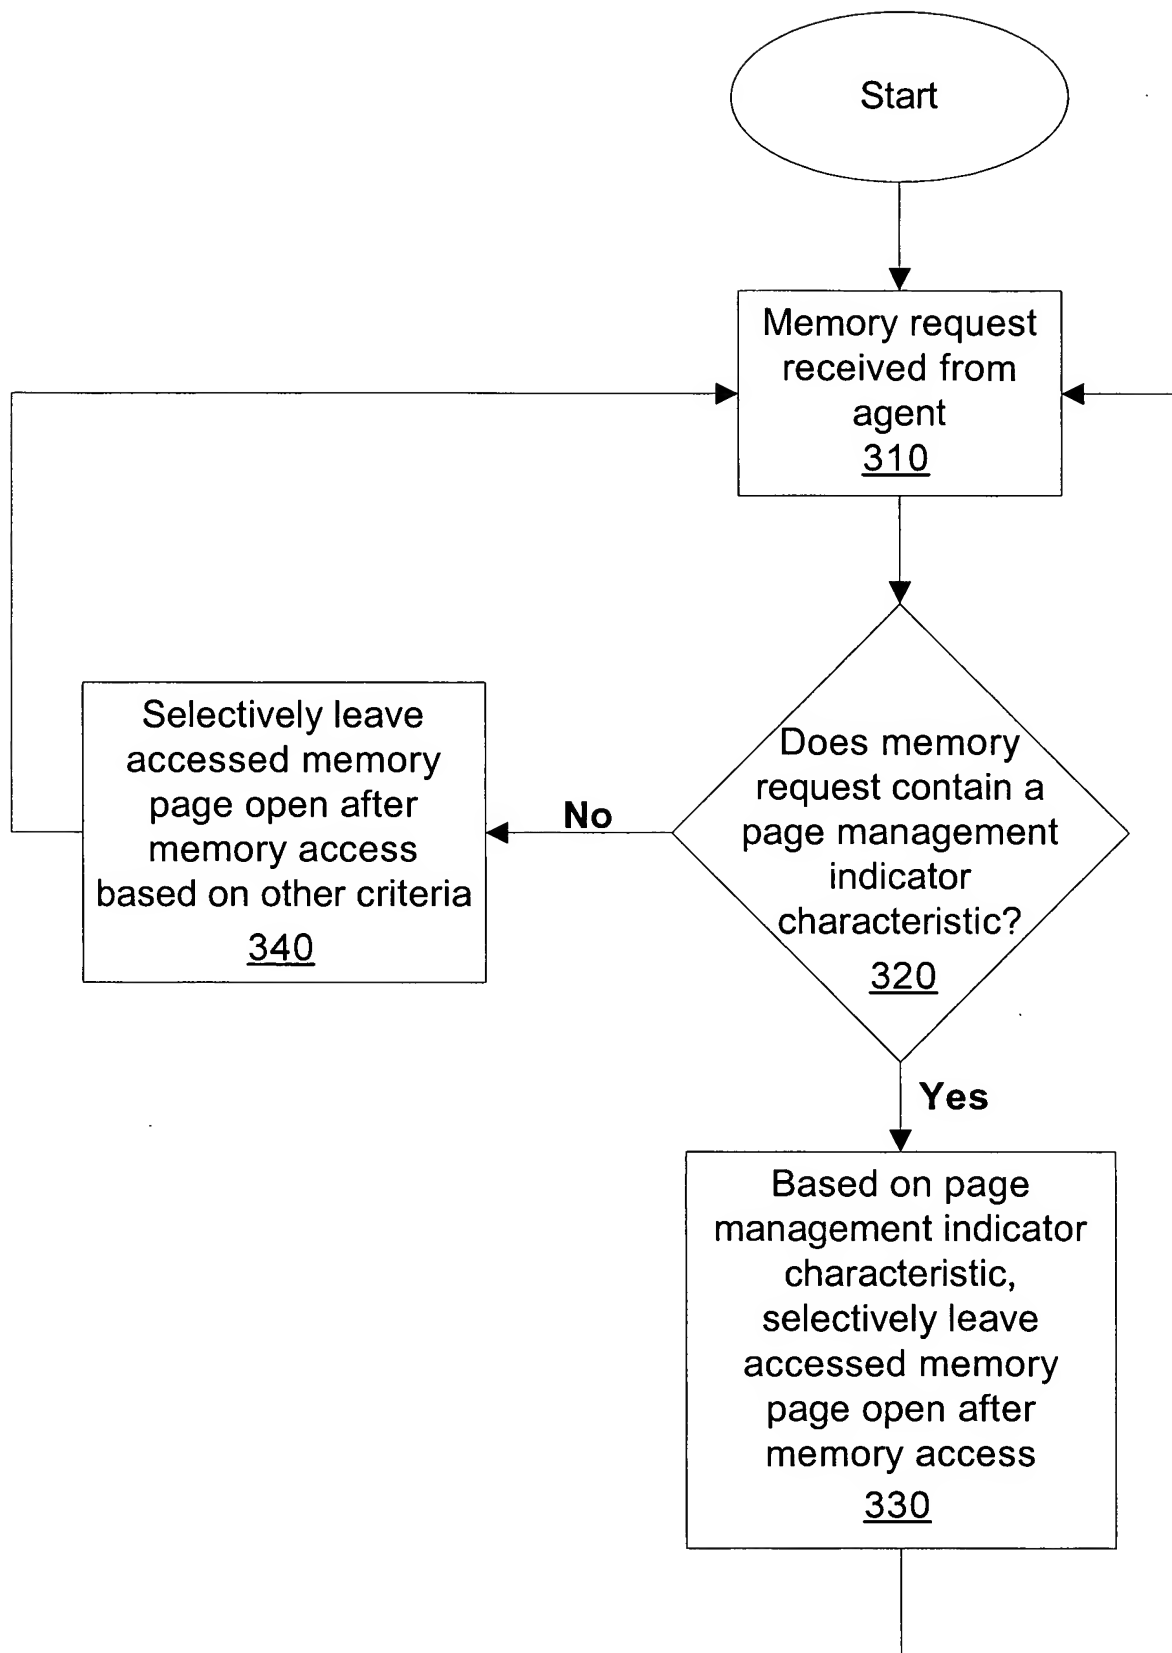 Start
Memory request
received from
agent
310
Does memory
request contain a
page management
indicator
characteristic?
320
No
Selectively leave
accessed memory
page open after
memory access
based on other criteria
340
Yes
Based on page
management indicator
characteristic,
selectively leave
accessed memory
page open after
memory access
330